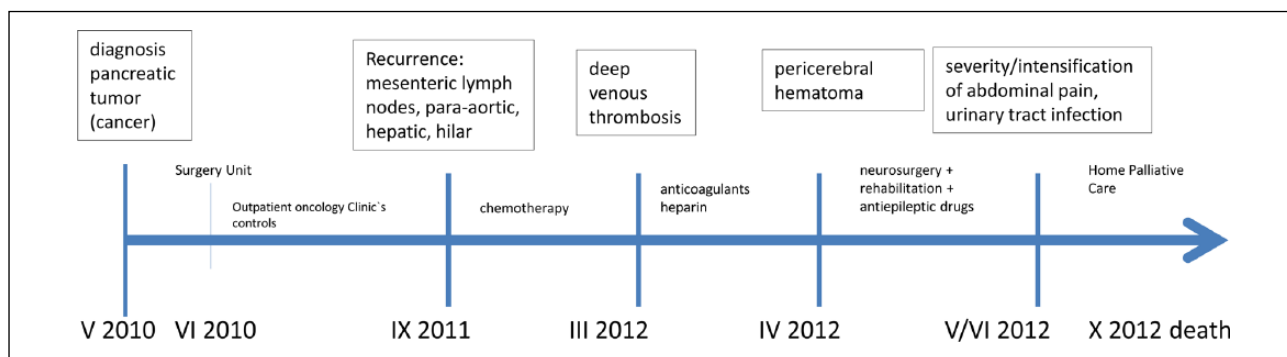 diagnosis
pancreatic
tumor
(cancer)
Recurrence:
mesenteric lymph
nodes, para-aortic,
hepatic, hilar
deep
venous
thrombosis
pericerebral
hematoma
severity/intensification
of abdominal pain,
urinary tract infection
Surgery Unit
Outpatient oncology Clinic`s
controls
chemotherapy
anticoagulants
heparin
neurosurgery +
rehabilitation +
antiepileptic drugs
Home Palliative
Care
V 2010
VI 2010
IX 2011
III 2012
IV 2012
V/VI 2012
X 2012 death